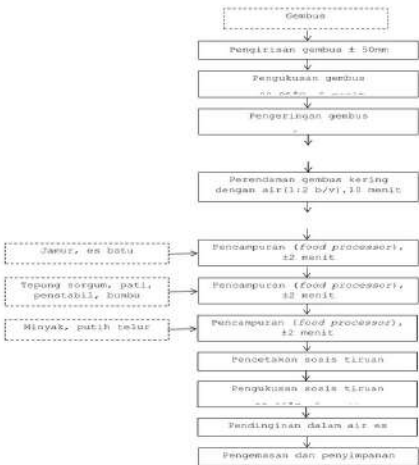 Gembus
Pengirisan gembus ± 50mm
Pengukusan gembus
Pengeringan gembus
Perendaman gembus kering
dengan air(1:2 b/v),10 menit
Jamur, es batu
Pencampuran (food processor),
±2 menit
Tepung sorgum, pati,
penstabil, bumbu
Pencampuran (food processor),
±2 menit
Minyak, putih telur
Pencampuran (food processor),
±2 menit
Pencetakan sosis tiruan
Pengukusan sosis tiruan
Pendinginan dalam air es
Pengemasan dan penyimpanan